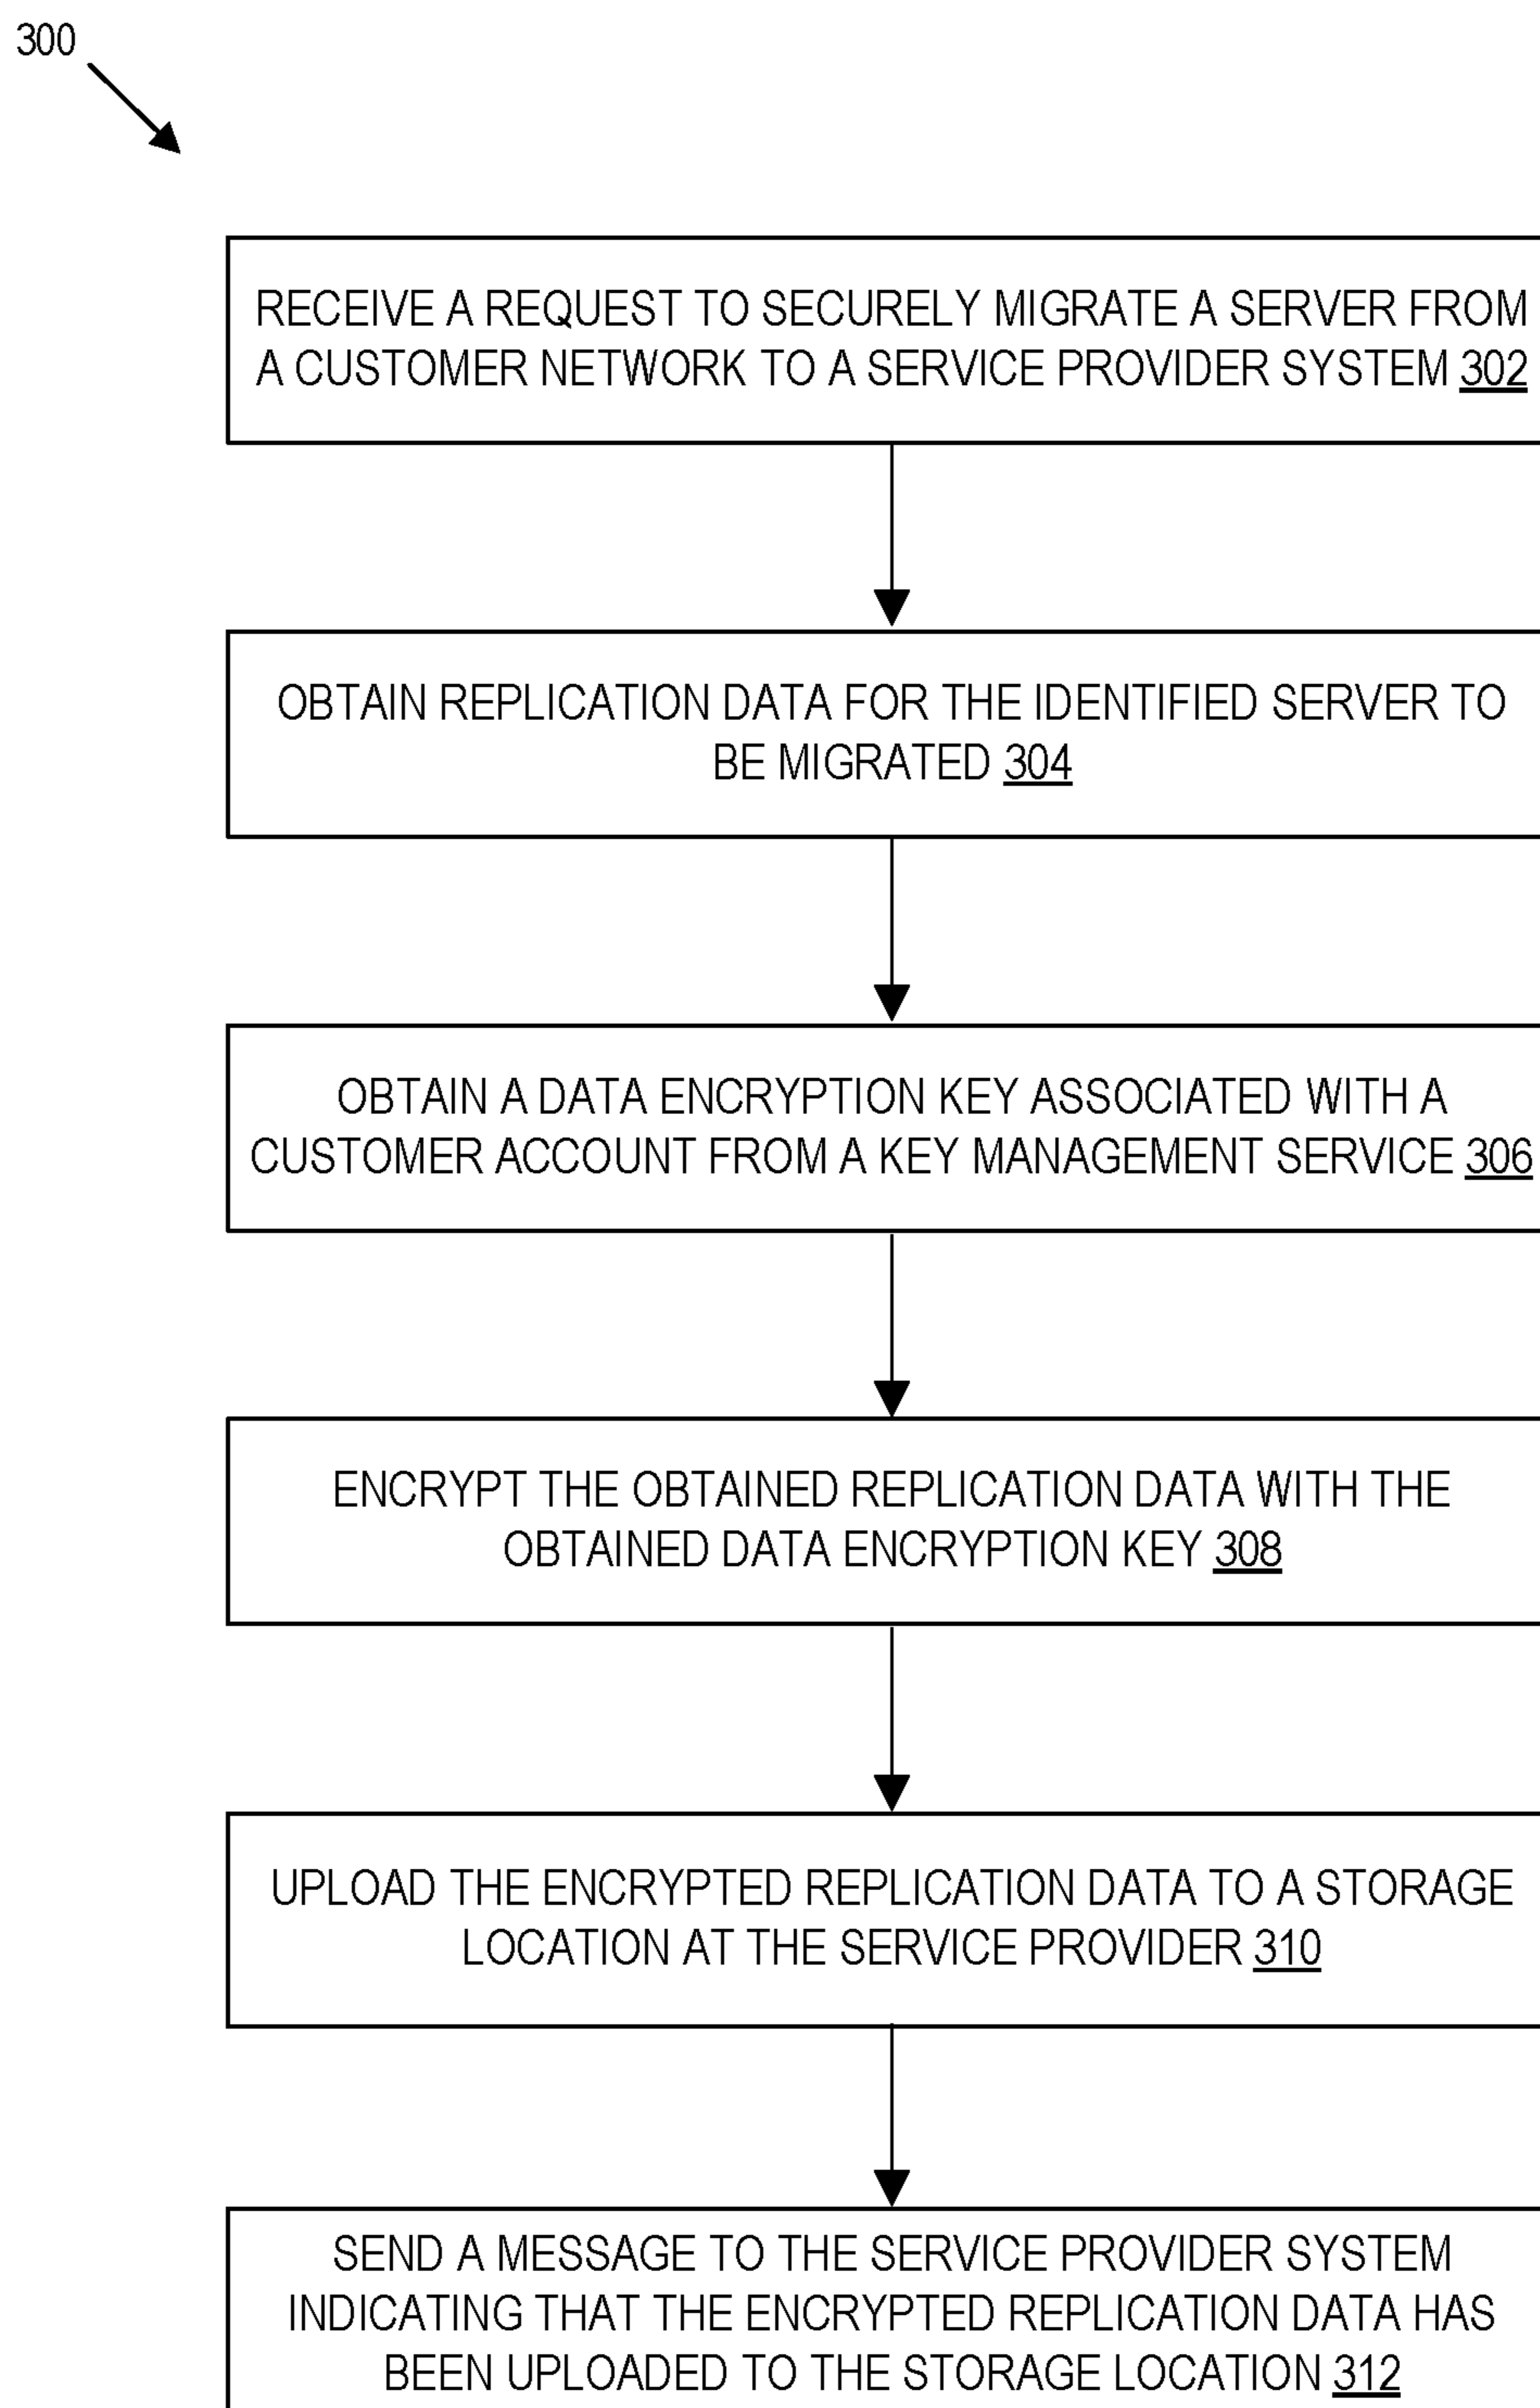 300
RECEIVE A REQUEST TO SECURELY MIGRATE A SERVER FROM
A CUSTOMER NETWORK TO A SERVICE PROVIDER SYSTEM 302
OBTAIN REPLICATION DATA FOR THE IDENTIFIED SERVER TO
BE MIGRATED 304
OBTAIN A DATA ENCRYPTION KEY ASSOCIATED WITH A
CUSTOMER ACCOUNT FROM A KEY MANAGEMENT SERVICE 306
ENCRYPT THE OBTAINED REPLICATION DATA WITH THE
OBTAINED DATA ENCRYPTION KEY 308
UPLOAD THE ENCRYPTED REPLICATION DATA TO A STORAGE
LOCATION AT THE SERVICE PROVIDER 310
SEND A MESSAGE TO THE SERVICE PROVIDER SYSTEM
INDICATING THAT THE ENCRYPTED REPLICATION DATA HAS
BEEN UPLOADED TO THE STORAGE LOCATION 312